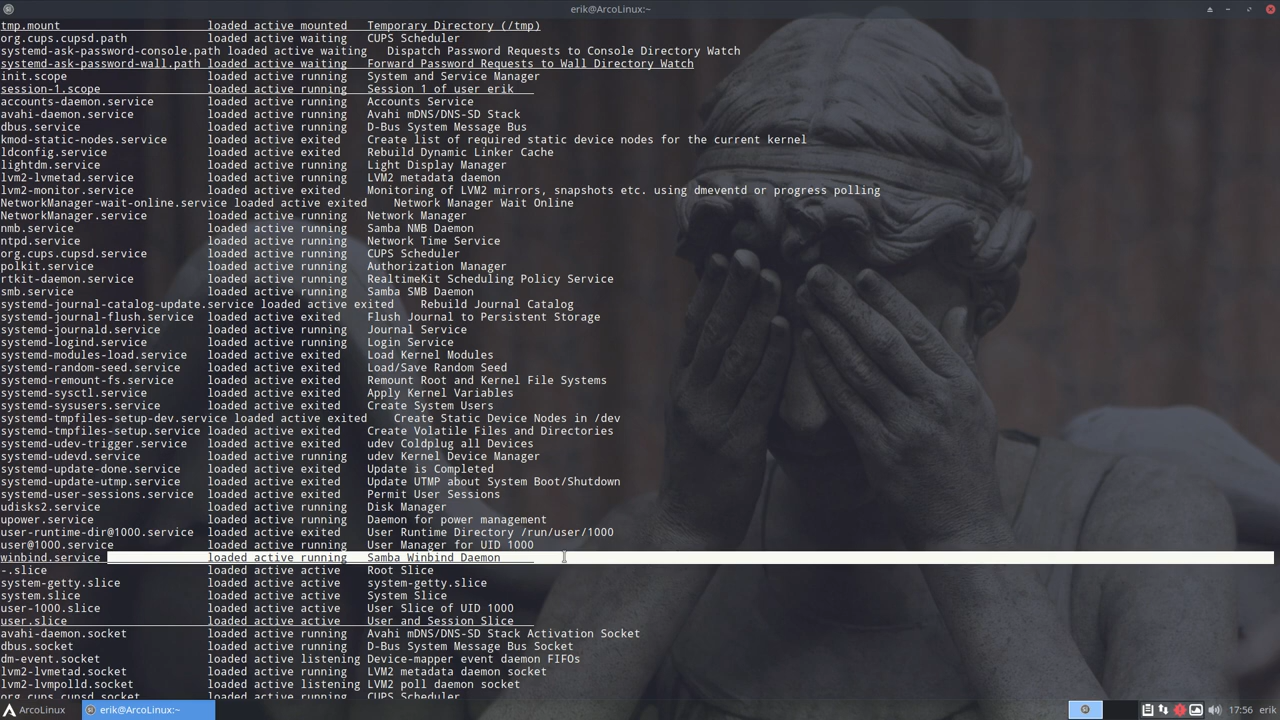 erik@ArcoLinux:~
tmp.mount loaded active mounted Temporary Directory (/tmp)
org.cups.cupsd.path loaded active waiting CUPS Scheduler
systemd-ask-password-console.path loaded active waiting Dispatch Password Requests to Console Directory Watch
systemd-ask-password-wall.path loaded active waiting Forward Password Requests to Wall Directory Watch
init.scope loaded active running System and Service Manager
session-1.scope loaded active running Session 1 of user erik
accounts-daemon.service loaded active running Accounts Service
avahi-daemon.service loaded active running Avahi mDNS/DNS-SD Stack
dbus.service loaded active running D-Bus System Message Bus
kmod-static-nodes.service loaded active exited Create list of required static device nodes for the current kernel
ldconfig.service loaded active exited Rebuild Dynamic Linker Cache
lightdm.service loaded active running Light Display Manager
lvm2-lvmetad.service loaded active running LVM2 metadata daemon
lvm2-monitor.service loaded active exited Monitoring of LVM2 mirrors, snapshots etc. using dmeventd or progress polling
NetworkManager-wait-online.service loaded active exited Network Manager Wait Online
NetworkManager.service loaded active running Network Manager
nmb.service loaded active running Samba NMB Daemon
ntpd.service loaded active running Network Time Service
org.cups.cupsd.service loaded active running CUPS Scheduler
polkit.service loaded active running Authorization Manager
rtkit-daemon.service loaded active running RealtimeKit Scheduling Policy Service
smb.service loaded active running Samba SMB Daemon
systemd-journal-catalog-update.service loaded active exited Rebuild Journal Catalog
systemd-journal-flush.service loaded active exited Flush Journal to Persistent Storage
systemd-journald.service loaded active running Journal Service
systemd-logind.service loaded active running Login Service
systemd-modules-load.service loaded active exited Load Kernel Modules
systemd-random-seed.service loaded active exited Load/Save Random Seed
systemd-remount-fs.service loaded active exited Remount Root and Kernel File Systems
systemd-sysctl.service loaded active exited Apply Kernel Variables
systemd-sysusers.service loaded active exited Create System Users
systemd-tmpfiles-setup-dev.service loaded active exited Create Static Device Nodes in /dev
systemd-tmpfiles-setup.service loaded active exited Create Volatile Files and Directories
systemd-udev-trigger.service loaded active exited udev Coldplug all Devices
systemd-udevd.service loaded active running udev Kernel Device Manager
systemd-update-done.service loaded active exited Update is Completed
systemd-update-utmp.service loaded active exited Update UTMP about System Boot/Shutdown
systemd-user-sessions.service loaded active exited Permit User Sessions
udisks2.service loaded active running Disk Manager
upower.service loaded active running Daemon for power management
user-runtime-dir@1000.service loaded active exited User Runtime Directory /run/user/1000
user@1000.service loaded active running User Manager for UID 1000
winbind.service loaded active running Samba Winbind Daemon
-.slice loaded active active Root Slice
system-getty.slice loaded active active system-getty.slice
system.slice loaded active active System Slice
user-1000.slice loaded active active User Slice of UID 1000
user.slice loaded active active User and Session Slice
avahi-daemon.socket loaded active running Avahi mDNS/DNS-SD Stack Activation Socket
dbus.socket loaded active running D-Bus System Message Bus Socket
dm-event.socket loaded active listening Device-mapper event daemon FIFOs
lvm2-lvmetad.socket loaded active running LVM2 metadata daemon socket
lvm2-lvmpolld.socket loaded active listening LVM2 poll daemon socket
org.cups.cupsd.socket loaded active running CUPS Scheduler
ArcoLinux erik@ArcoLinux:~ 17:56 erik